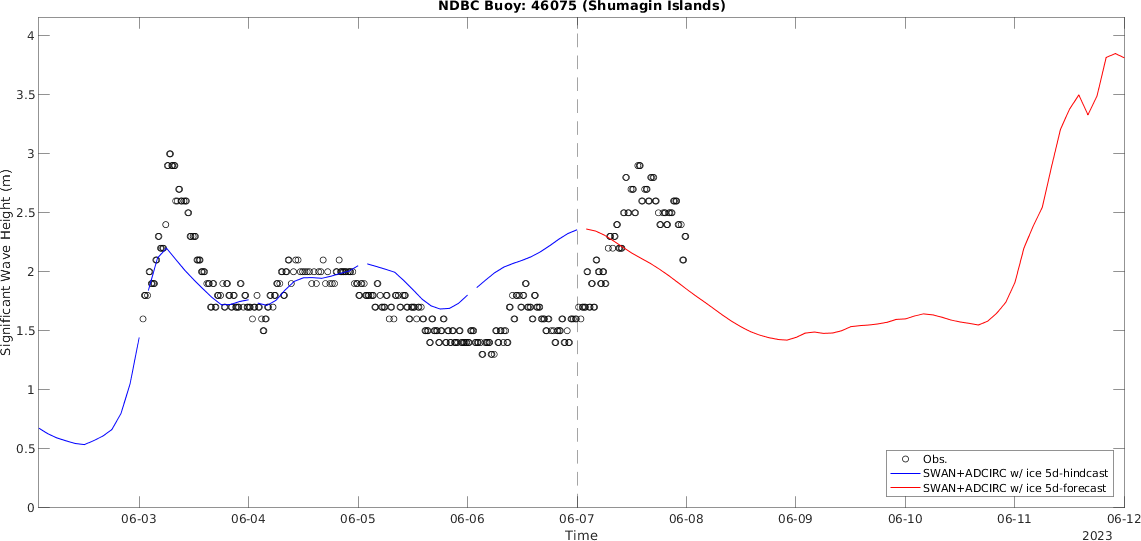 NDBC Buoy: 46075 (Shumagin Islands)
4
3.5
3
2.5
2
1.5
1
0.5
0
Significant Wave Height (m)
Obs.
SWAN+ADCIRC w/ ice 5d-hindcast
SWAN+ADCIRC w/ ice 5d-forecast
06-03 06-04 06-05 06-06 06-07 06-08 06-09 06-10 06-11 06-12
Time
2023